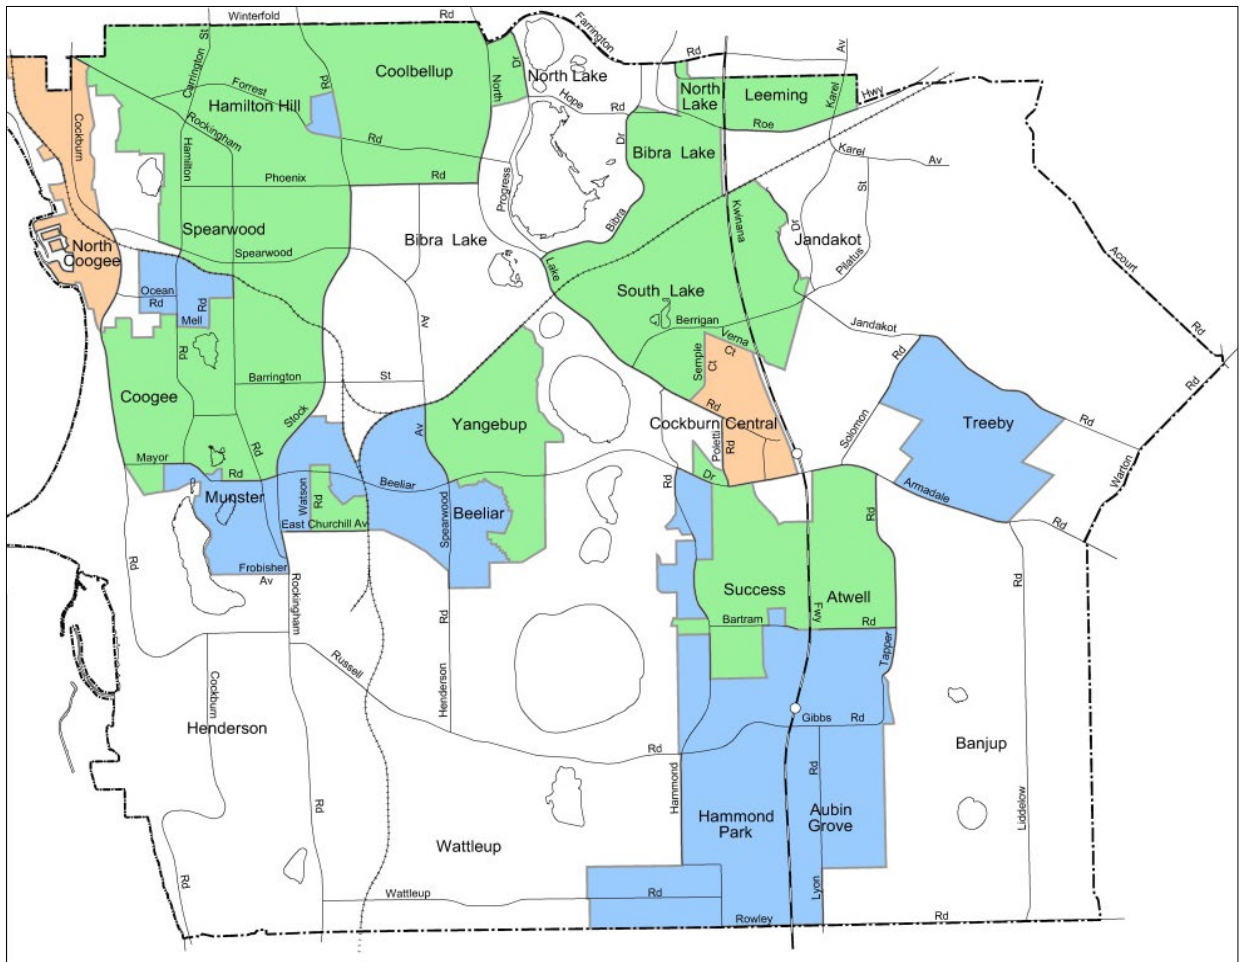 Winterfold
Rd
Farrington
Rd
Av
Carrington
St
Forrest
Rd
Coolbellup
North
Dr
North Lake
Hope
Rd
North
Lake
Leeming
Karel
Hwy
Hamilton Hill
Rockingham
Rd
Roe
Cockburn
Hamilton
Phoenix
Rd
Progress
Dr
Bibra Lake
Karel
Av
St
Spearwood
Spearwood
Bibra Lake
Bibra
Kwinana
Dr
Jandakot
Pilatus
Acourt
North
Coogee
Lake
Ocean
Rd
Rd
Mell
South Lake
Berrigan
Verna
Ct
Jandakot
Rd
Rd
Av
Rd
Semple
Ct
Rd
Barrington
St
Coogee
Stock
Yangebup
Av
Cockburn
Central
Poletti
Rd
Solomon
Treeby
Rd
Warton
Mayor
Rd
Rd
Munster
Watson
Rd
Beeliar
Spearwood
Beeliar
Rd
Dr
Armadale
Rd
East Churchill Av
Rd
Rd
Frobisher
Av
Rockingham
Success
Atwell
Rd
Bartram
Fwy
Rd
Rd
Tapper
Russell
Henderson
Cockburn
Henderson
Gibbs
Rd
Rd
Banjup
Hammond
Rd
Liddelow
Rd
Hammond
Park
Aubin
Grove
Wattleup
Rd
Wattleup
Rd
Lyon
Rowley
Rd